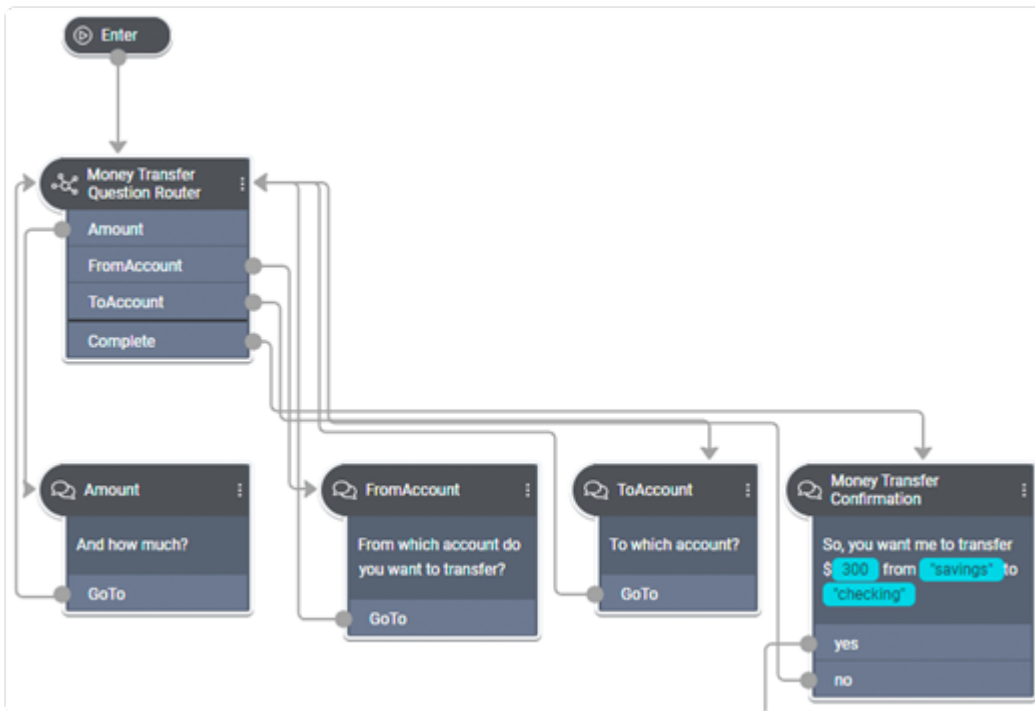 Enter
Money Transfer
Question Router
Amount
FromAccount
ToAccount
Complete
Amount
And how much?
GoTo
FromAccount
From which account do
you want to transfer?
GoTo
ToAccount
To which account?
GoTo
Money Transfer
Confirmation
So, you want me to transfer
$ 300 from "savings" to
"checking"
yes
no